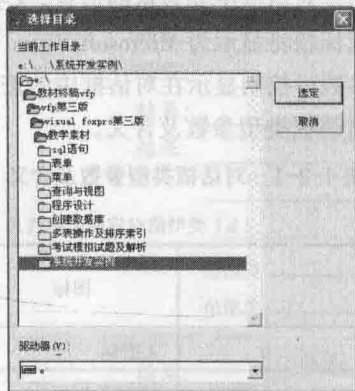 选择目录
当前工作目录:
e:\...\系统开发实例\
e:\
教材终稿vfp
vfp第三版
visual foxpro第三版
教学素材
sql语句
表单
菜单
查询与视图
程序设计
创建数据库
多表操作及排序索引
考试模拟试题及解析
系统开发实例
选定
取消
驱动器(V):
e